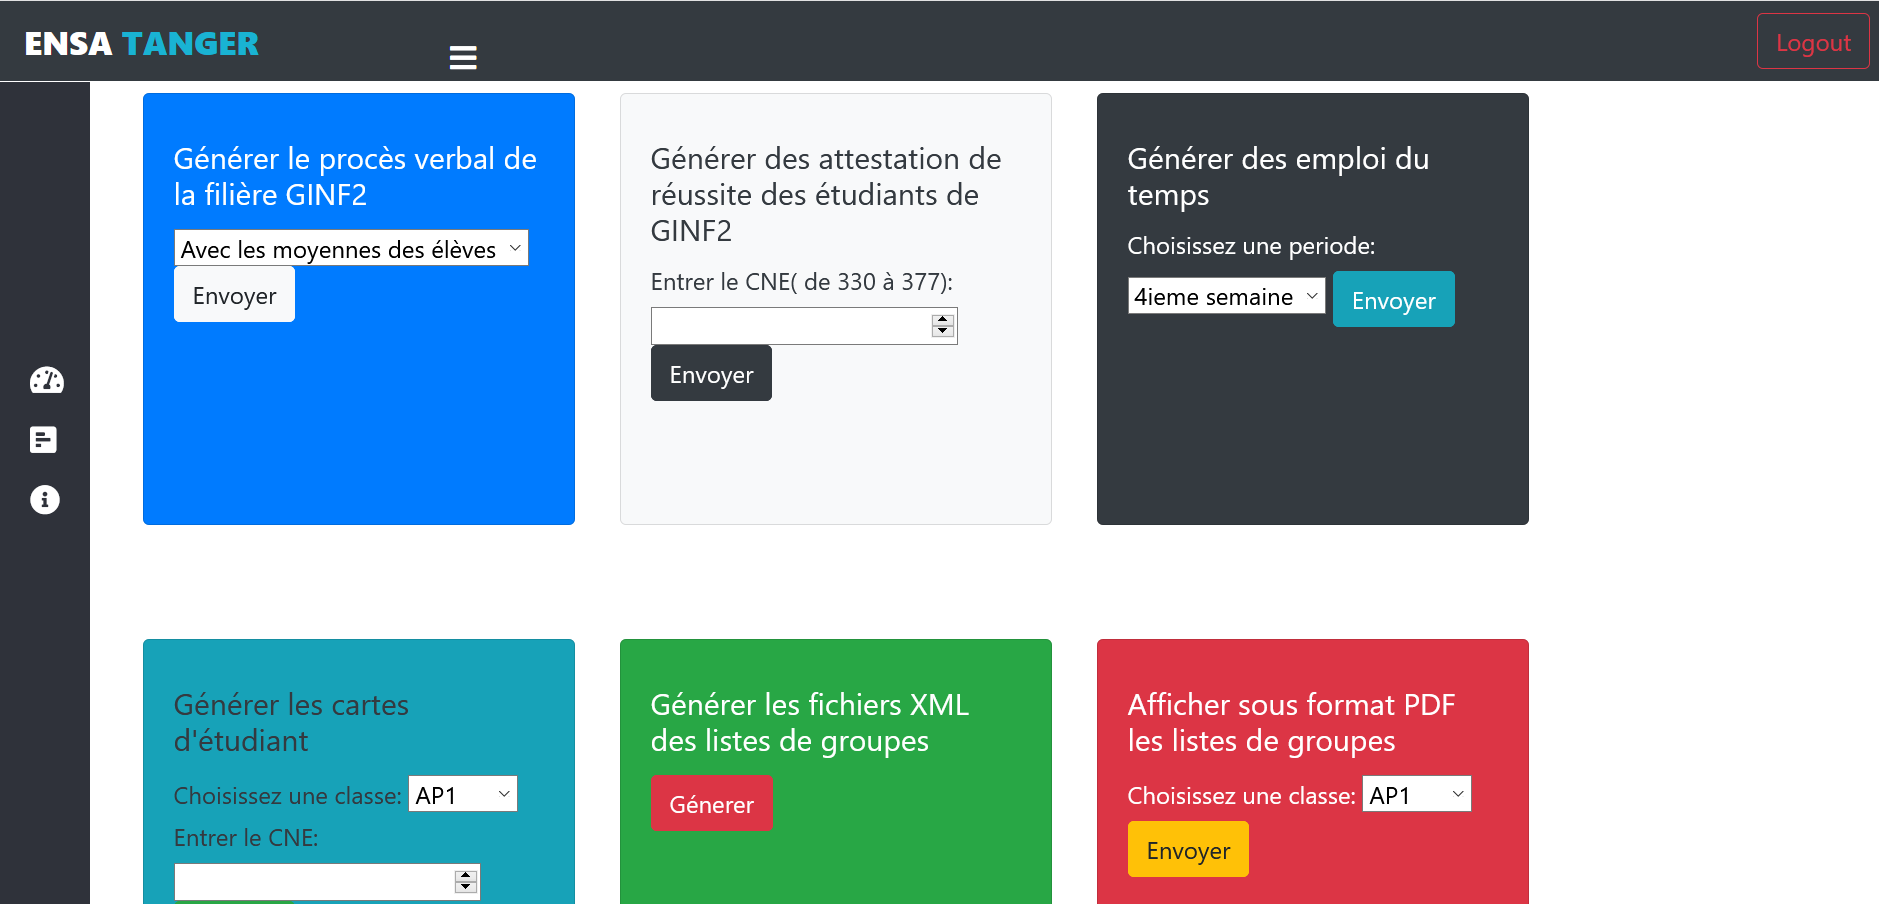 ENSA TANGER
Logout
Générer le procès verbal de
la filière GINF2
Avec les moyennes des élèves
Envoyer
Générer des attestation de
réussite des étudiants de
GINF2
Entrer le CNE( de 330 à 377):
Envoyer
Générer des emploi du
temps
Choisissez une periode:
4ieme semaine Envoyer
Générer les cartes
d'étudiant
Choisissez une classe: AP1
Entrer le CNE:
Générer les fichiers XML
des listes de groupes
Génerer
Afficher sous format PDF
les listes de groupes
Choisissez une classe: AP1
Envoyer